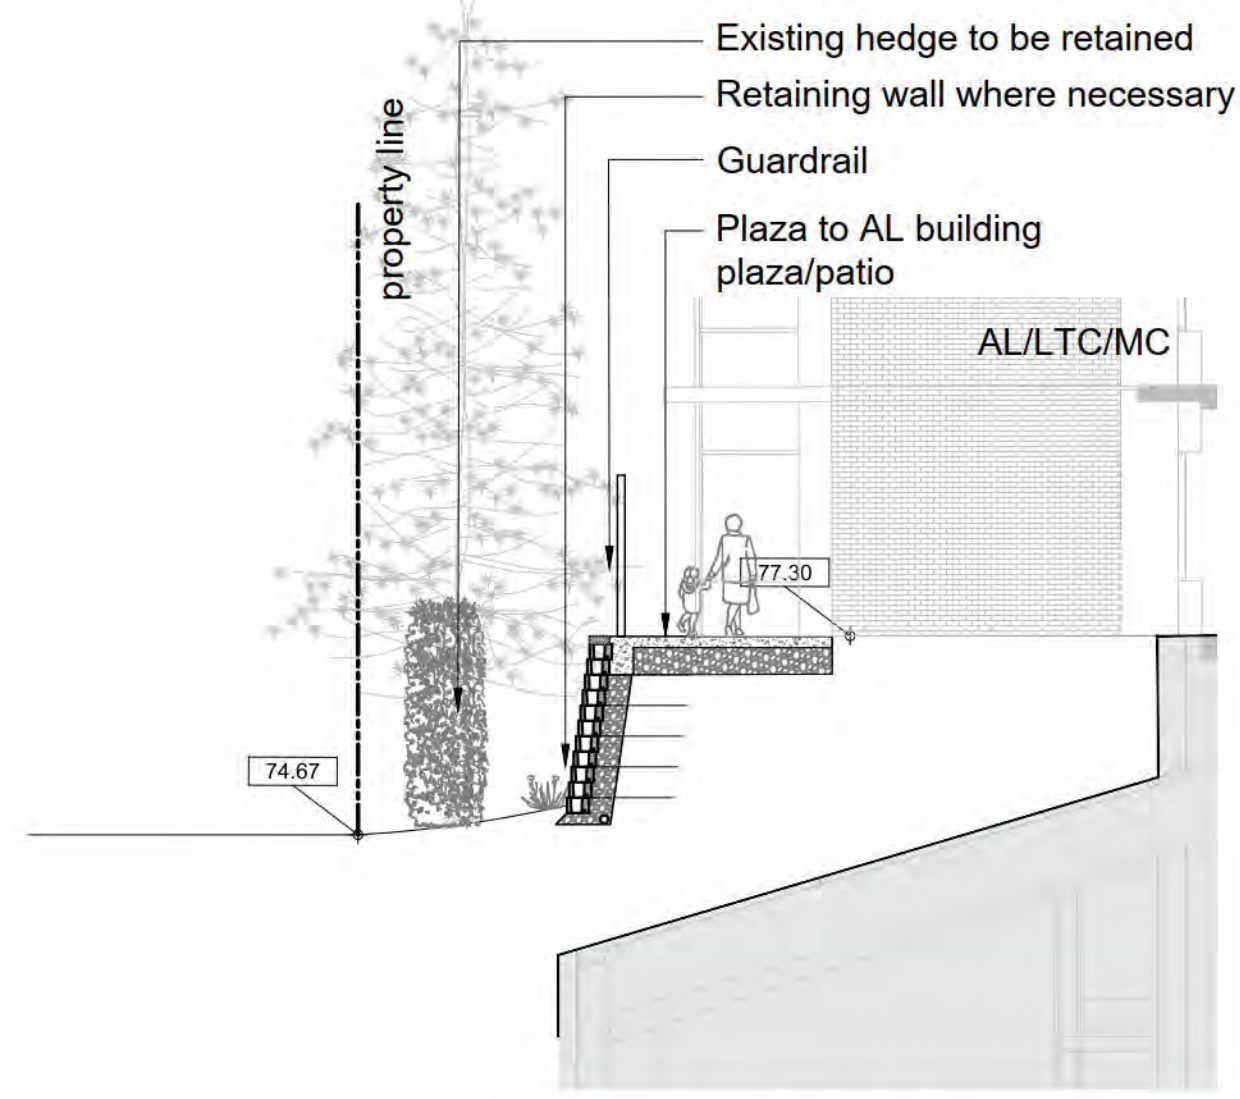 Existing hedge to be retained
Retaining wall where necessary
property line
Guardrail
Plaza to AL building
plaza/patio
AL/LTC/MC
77.30
74.67